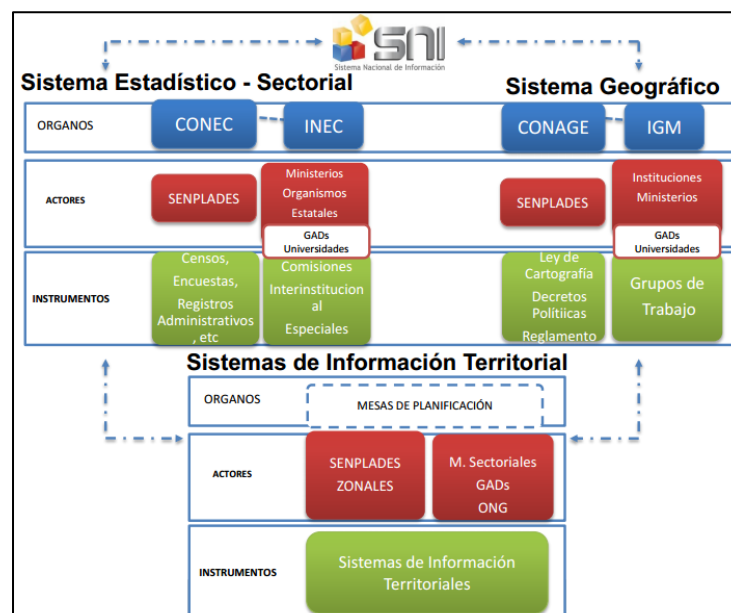 SNI
Sistema Nacional de Información
Sistema Estadístico - Sectorial
Sistema Geográfico
ORGANOS
CONEC
INEC
CONAGE
IGM
ACTORES
SENPLADES
Ministerios
Organismos
Estatales
GADs
Universidades
SENPLADES
Instituciones
Ministerios
GADs
Universidades
INSTRUMENTOS
Censos,
Encuestas,
Registros
Administrativos
, etc
Comisiones
Interinstitucion
al
Especiales
Ley de
Cartografía
Decretos
Polítiicas
Reglamento
Grupos de
Trabajo
Sistemas de Información Territorial
ORGANOS
MESAS DE PLANIFICACIÓN
ACTORES
SENPLADES
ZONALES
M. Sectoriales
GADs
ONG
INSTRUMENTOS
Sistemas de Información
Territoriales